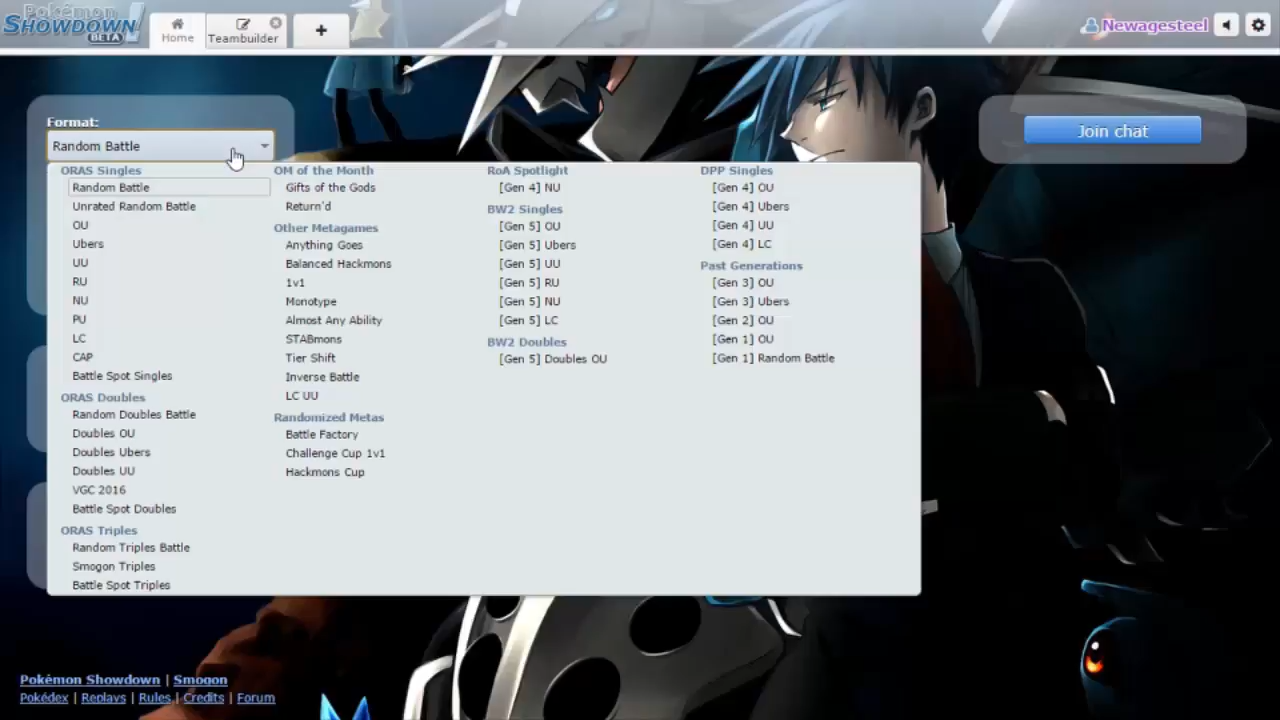 Pokémon
SHOWDOWN!
BETA
Home
Teambuilder
+
Newagesteel
Format:
Random Battle
Join chat
ORAS Singles
Random Battle
Unrated Random Battle
OU
Ubers
UU
RU
NU
PU
LC
CAP
Battle Spot Singles
ORAS Doubles
Random Doubles Battle
Doubles OU
Doubles Ubers
Doubles UU
VGC 2016
Battle Spot Doubles
ORAS Triples
Random Triples Battle
Smogon Triples
Battle Spot Triples
OM of the Month
Gifts of the Gods
Return'd
Other Metagames
Anything Goes
Balanced Hackmons
1v1
Monotype
Almost Any Ability
STABmons
Tier Shift
Inverse Battle
LC UU
Randomized Metas
Battle Factory
Challenge Cup 1v1
Hackmons Cup
RoA Spotlight
[Gen 4] NU
BW2 Singles
[Gen 5] OU
[Gen 5] Ubers
[Gen 5] UU
[Gen 5] RU
[Gen 5] NU
[Gen 5] LC
BW2 Doubles
[Gen 5] Doubles OU
DPP Singles
[Gen 4] OU
[Gen 4] Ubers
[Gen 4] UU
[Gen 4] LC
Past Generations
[Gen 3] OU
[Gen 3] Ubers
[Gen 2] OU
[Gen 1] OU
[Gen 1] Random Battle
Pokémon Showdown | Smogon
Pokédex | Replays | Rules | Credits | Forum